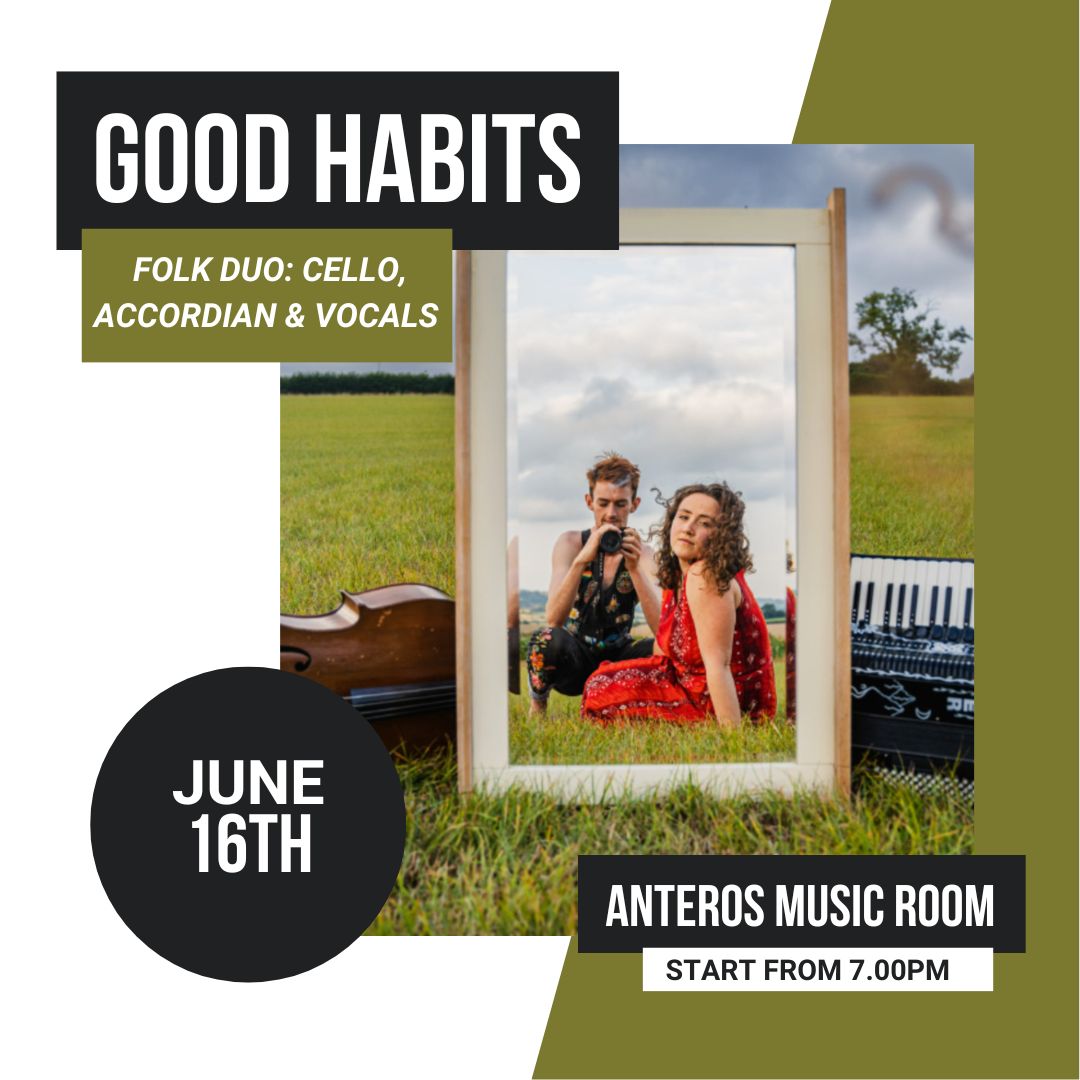 GOOD HABITS
FOLK DUO: CELLO,
ACCORDIAN & VOCALS
JUNE
16TH
ANTEROS MUSIC ROOM
START FROM 7.00PM